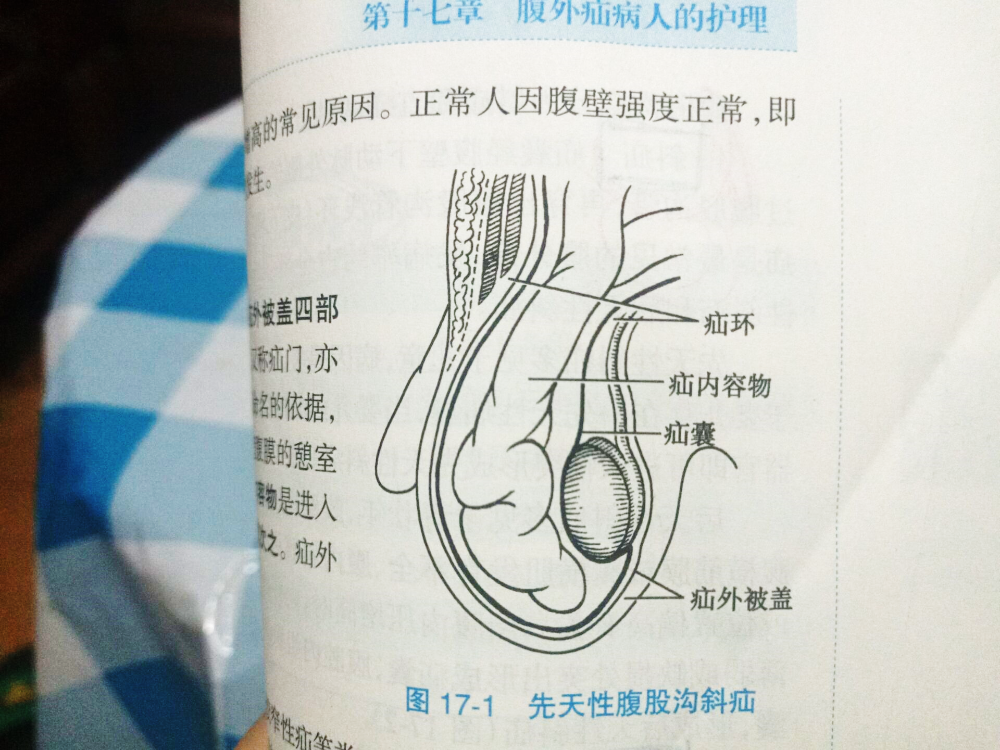 第十七章 腹外疝病人的护理
高的常见原因。正常人因腹壁强度正常,即
发生。
外被盖四部
称疝门,亦
命名的依据,
腹膜的憩室
容物是进入
次之。疝外
疝环
疝内容物
疝囊
疝外被盖
图 17-1 先天性腹股沟斜疝
窄性疝等